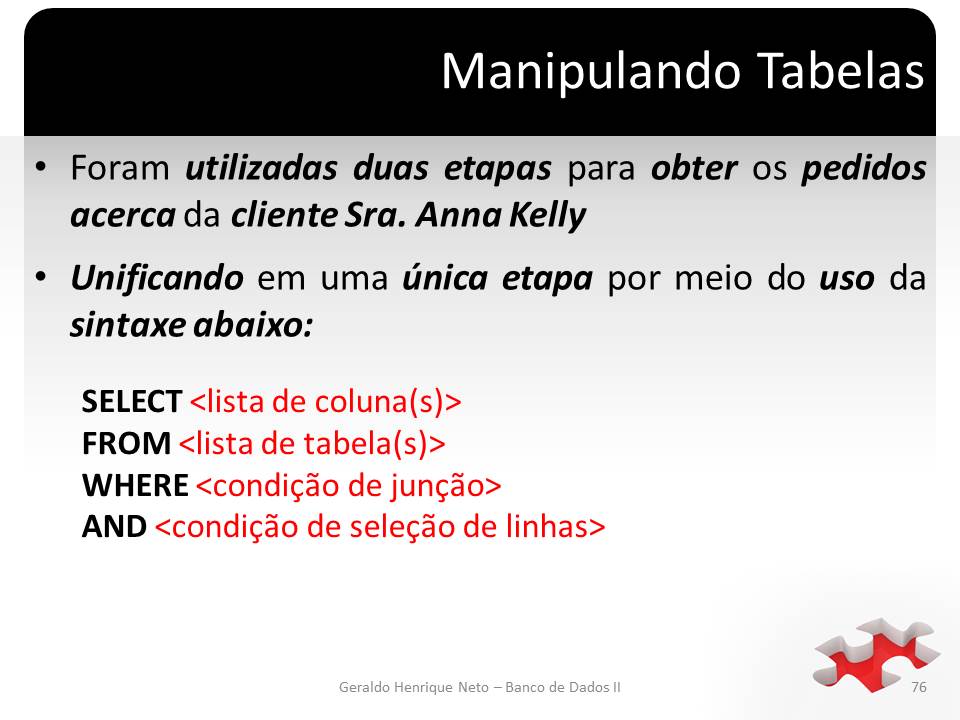 Manipulando Tabelas
• Foram utilizadas duas etapas para obter os pedidos
acerca da cliente Sra. Anna Kelly
• Unificando em uma única etapa por meio do uso da
sintaxe abaixo:
SELECT <lista de coluna(s)>
FROM <lista de tabela(s)>
WHERE <condição de junção>
AND <condição de seleção de linhas>
Geraldo Henrique Neto – Banco de Dados II
76